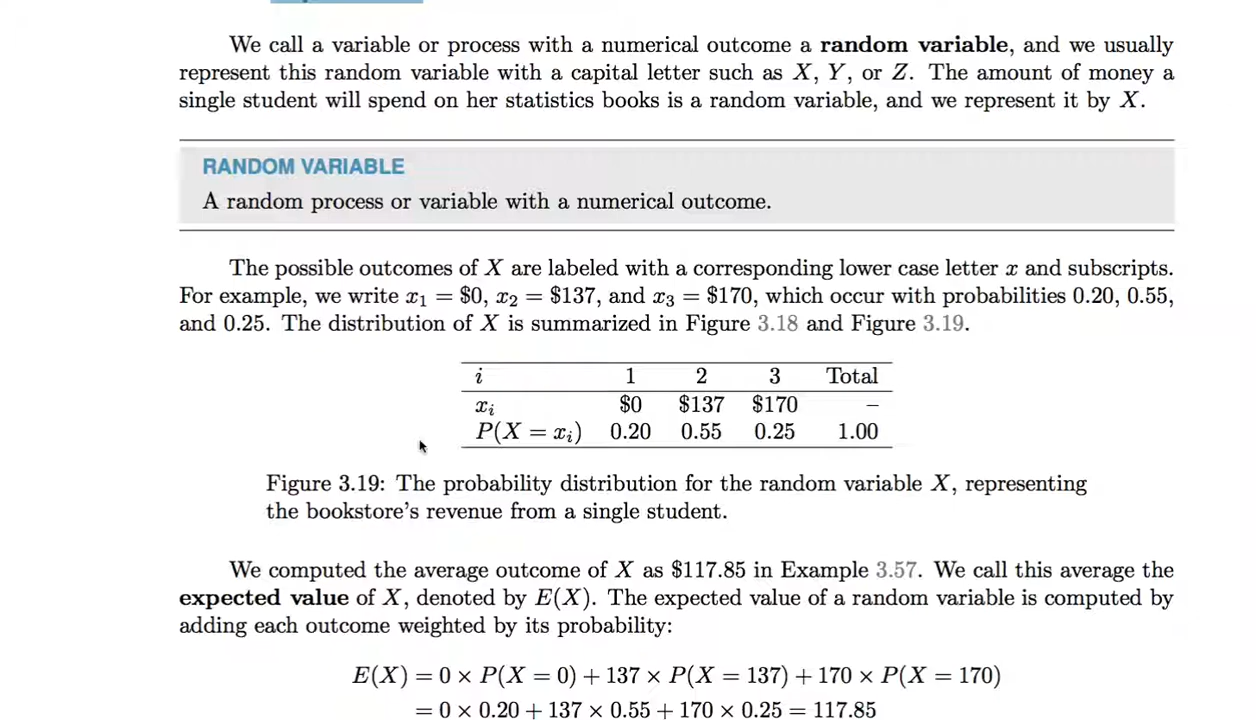 We call a variable or process with a numerical outcome a random variable, and we usually
represent this random variable with a capital letter such as X, Y, or Z. The amount of money a
single student will spend on her statistics books is a random variable, and we represent it by X.
RANDOM VARIABLE
A random process or variable with a numerical outcome.
The possible outcomes of X are labeled with a corresponding lower case letter x and subscripts.
For example, we write x₁ = $0, x₂ = $137, and x₃ = $170, which occur with probabilities 0.20, 0.55,
and 0.25. The distribution of X is summarized in Figure 3.18 and Figure 3.19.
i 1 2 3 Total
xᵢ $0 $137 $170 –
P(X = xᵢ) 0.20 0.55 0.25 1.00
Figure 3.19: The probability distribution for the random variable X, representing
the bookstore's revenue from a single student.
We computed the average outcome of X as $117.85 in Example 3.57. We call this average the
expected value of X, denoted by E(X). The expected value of a random variable is computed by
adding each outcome weighted by its probability:
E(X) = 0 × P(X = 0) + 137 × P(X = 137) + 170 × P(X = 170)
= 0 × 0.20 + 137 × 0.55 + 170 × 0.25 = 117.85